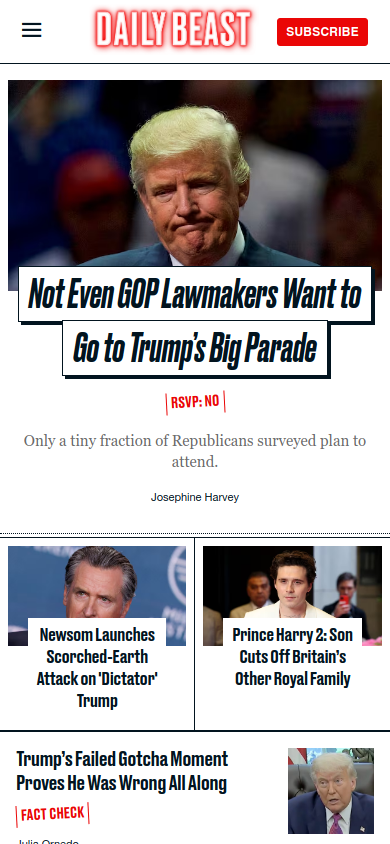 DAILY BEAST
SUBSCRIBE
Not Even GOP Lawmakers Want to
Go to Trump's Big Parade
RSVP: NO
Only a tiny fraction of Republicans surveyed plan to
attend.
Josephine Harvey
Newsom Launches
Scorched-Earth
Attack on 'Dictator'
Trump
Prince Harry 2: Son
Cuts Off Britain's
Other Royal Family
Trump's Failed Gotcha Moment
Proves He Was Wrong All Along
FACT CHECK